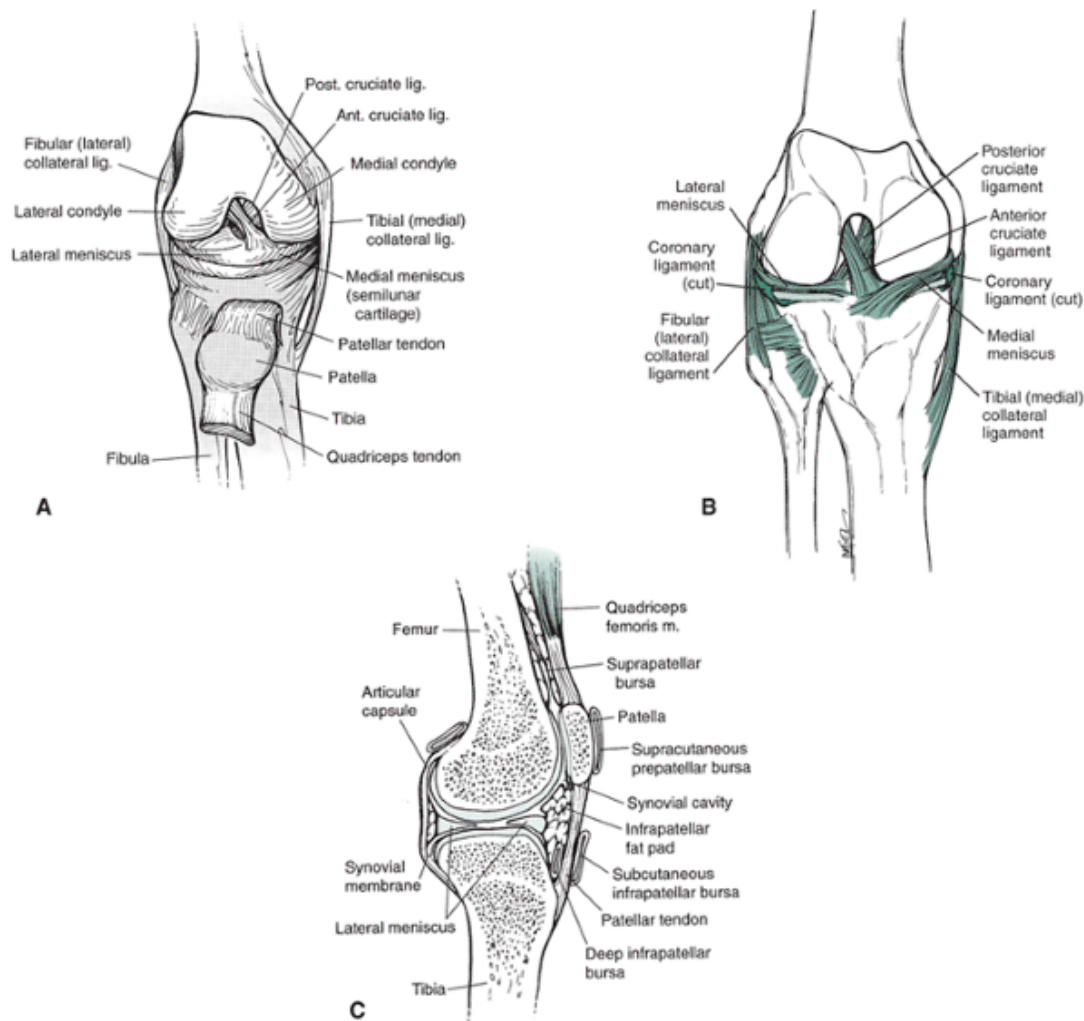 Post. cruciate lig.
Ant. cruciate lig.
Fibular (lateral)
collateral lig.
Medial condyle
Lateral condyle
Tibial (medial)
collateral lig.
Lateral meniscus
Medial meniscus
(semilunar
cartilage)
Patellar tendon
Patella
Tibia
Fibula
Quadriceps tendon
A
Posterior
cruciate
ligament
Lateral
meniscus
Anterior
cruciate
ligament
Coronary
ligament
(cut)
Coronary
ligament (cut)
Fibular
(lateral)
collateral
ligament
Medial
meniscus
Tibial (medial)
collateral
ligament
B
Quadriceps
femoris m.
Femur
Suprapatellar
bursa
Articular
capsule
Patella
Supracutaneous
prepatellar bursa
Synovial cavity
Infrapatellar
fat pad
Synovial
membrane
Subcutaneous
infrapatellar bursa
Lateral meniscus
Patellar tendon
Deep infrapatellar
bursa
Tibia
C